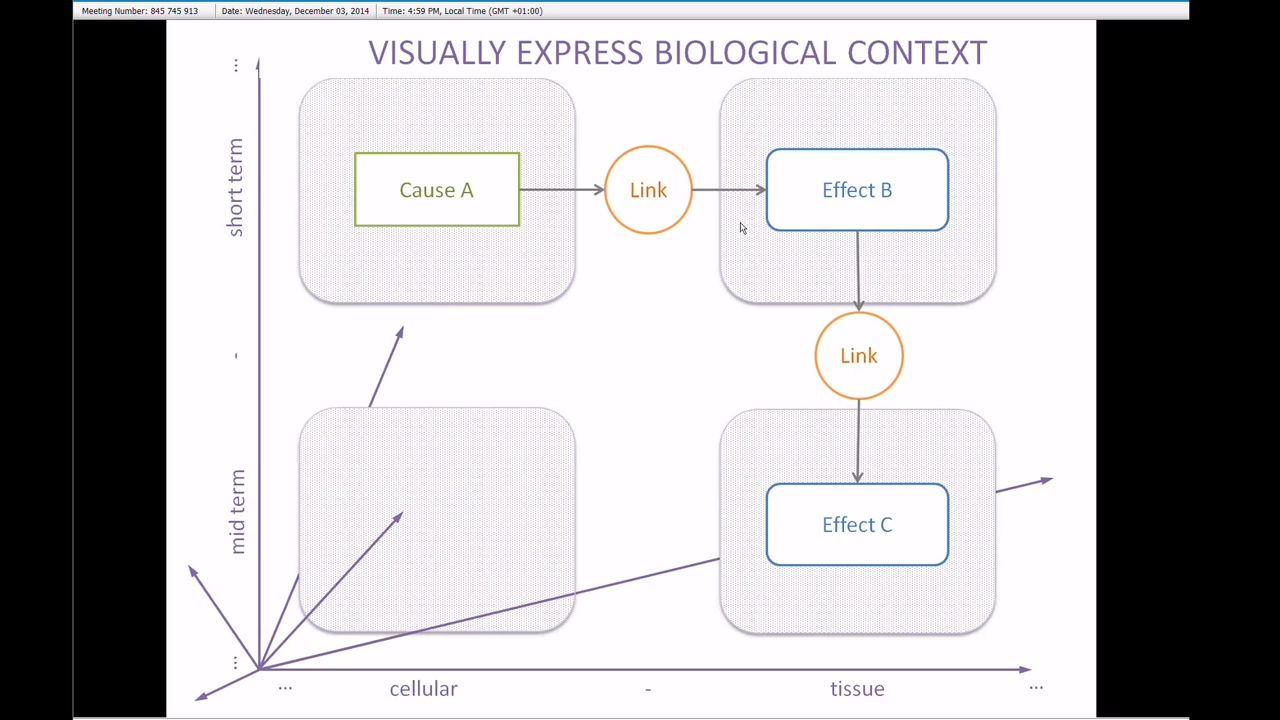 Meeting Number: 845 745 913 Date: Wednesday, December 03, 2014 Time: 4:59 PM, Local Time (GMT +01:00)
VISUALLY EXPRESS BIOLOGICAL CONTEXT
...
short term
Cause A
Link
Effect B
-
Link
mid term
Effect C
...
... cellular - tissue ...